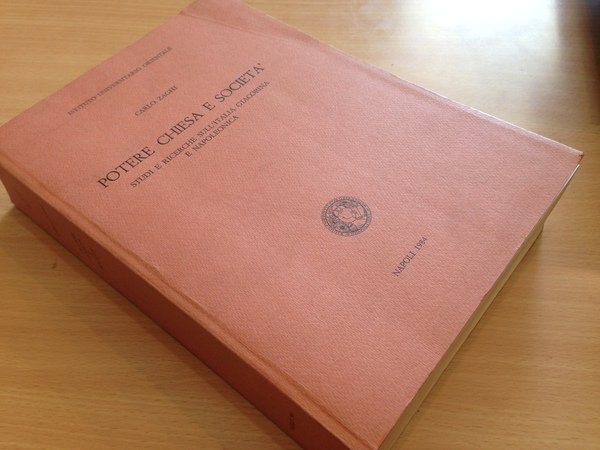 ISTITUTO UNIVERSITARIO ORIENTALE
CARLO ZAGHI
POTERE CHIESA E SOCIETA'
STUDI E RICERCHE SULL'ITALIA GIACOBINA
E NAPOLEONICA
NAPOLI 1984